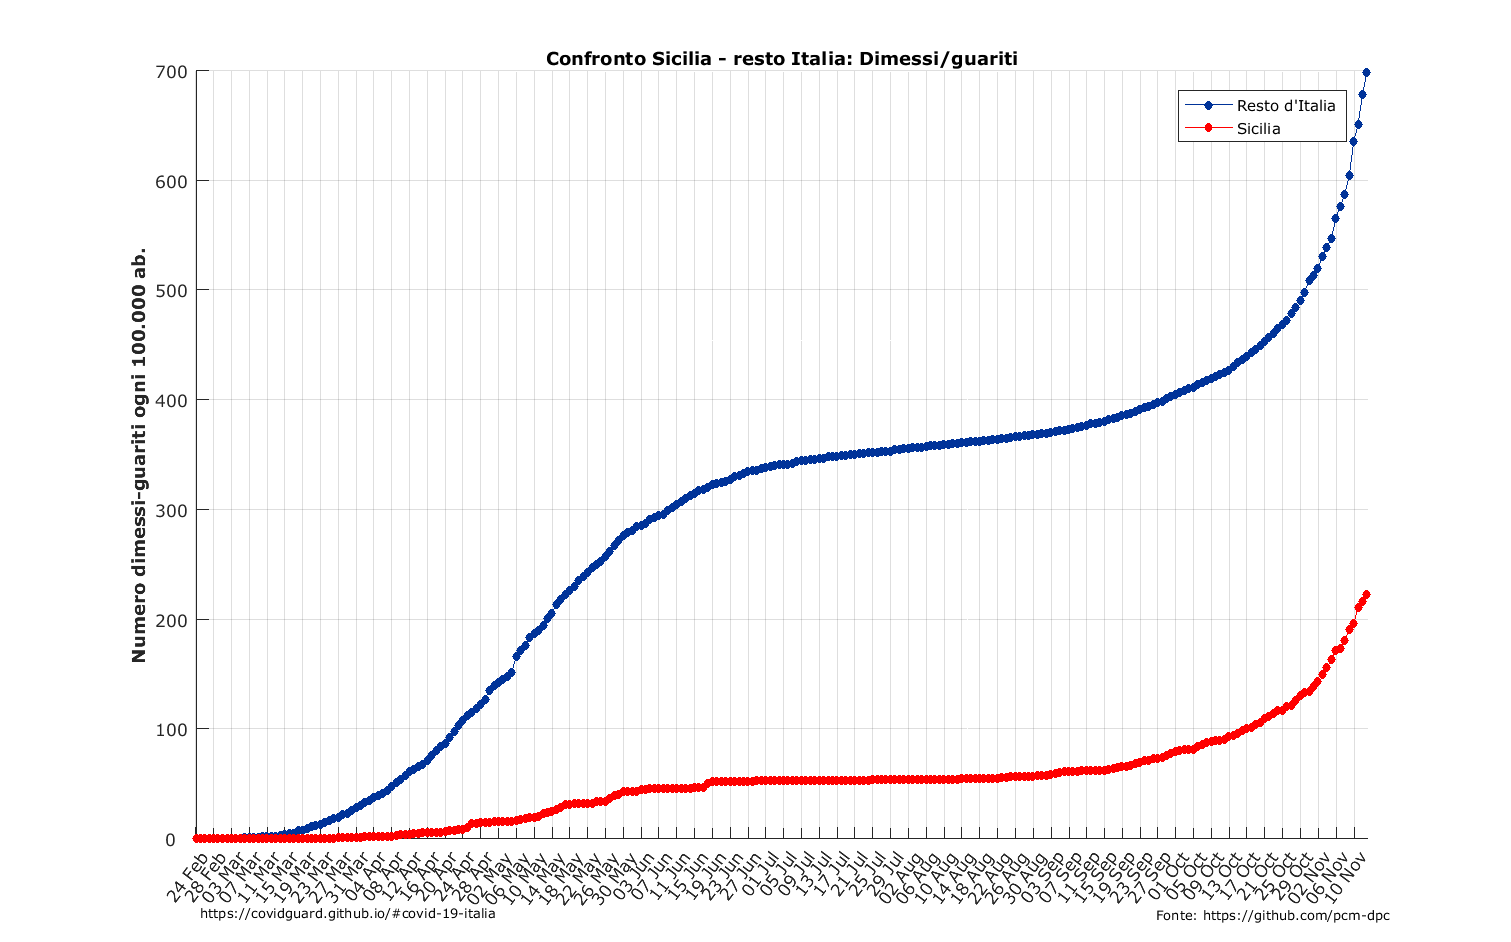 Confronto Sicilia - resto Italia: Dimessi/guariti
Numero dimessi-guariti ogni 100.000 ab.
700
600
500
400
300
200
100
0
Resto d'Italia
Sicilia
24 Feb
28 Feb
03 Mar
07 Mar
11 Mar
15 Mar
19 Mar
23 Mar
27 Mar
31 Mar
04 Apr
08 Apr
12 Apr
16 Apr
20 Apr
24 Apr
28 Apr
02 May
06 May
10 May
14 May
18 May
22 May
26 May
30 May
03 Jun
07 Jun
11 Jun
15 Jun
19 Jun
23 Jun
27 Jun
01 Jul
05 Jul
09 Jul
13 Jul
17 Jul
21 Jul
25 Jul
29 Jul
02 Aug
06 Aug
10 Aug
14 Aug
18 Aug
22 Aug
26 Aug
30 Aug
03 Sep
07 Sep
11 Sep
15 Sep
19 Sep
23 Sep
27 Sep
01 Oct
05 Oct
09 Oct
13 Oct
17 Oct
21 Oct
25 Oct
29 Oct
02 Nov
06 Nov
10 Nov
https://covidguard.github.io/#covid-19-italia
Fonte: https://github.com/pcm-dpc